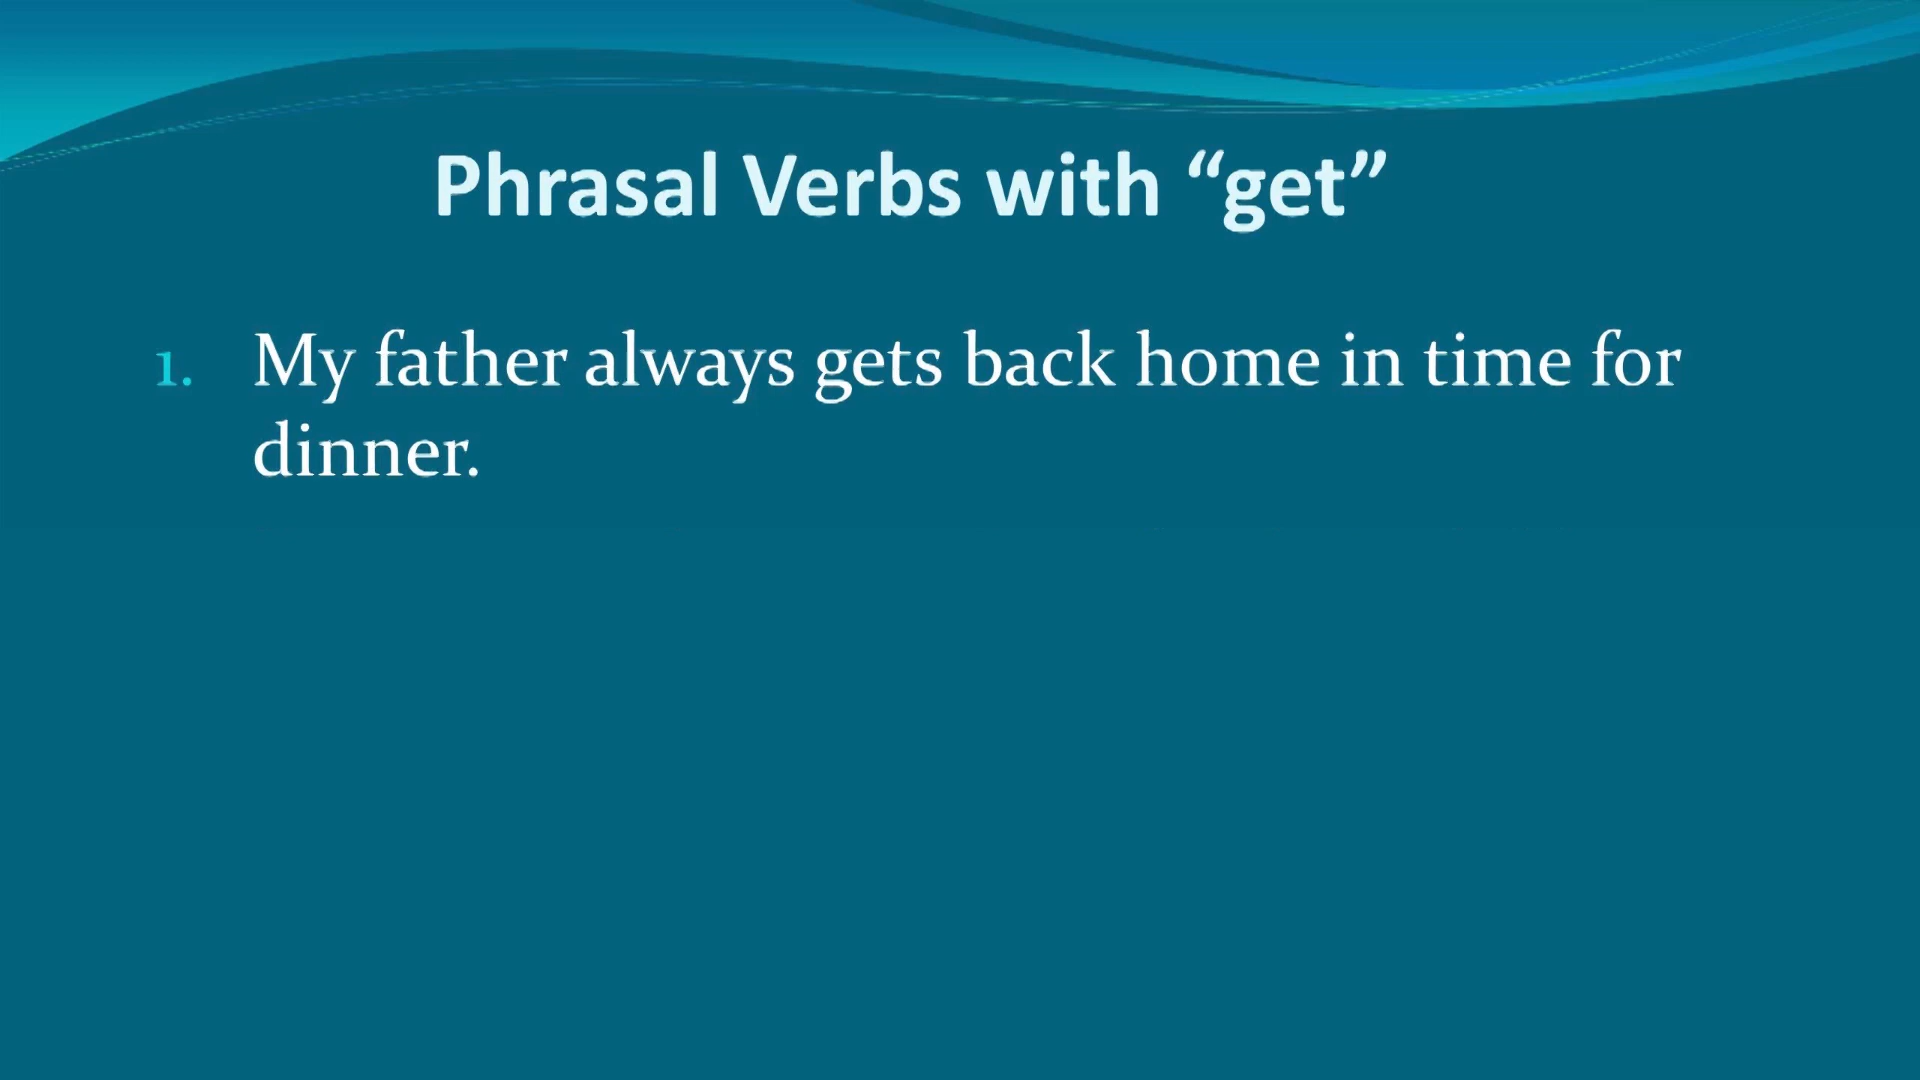 Phrasal Verbs with “get”
1. My father always gets back home in time for
dinner.